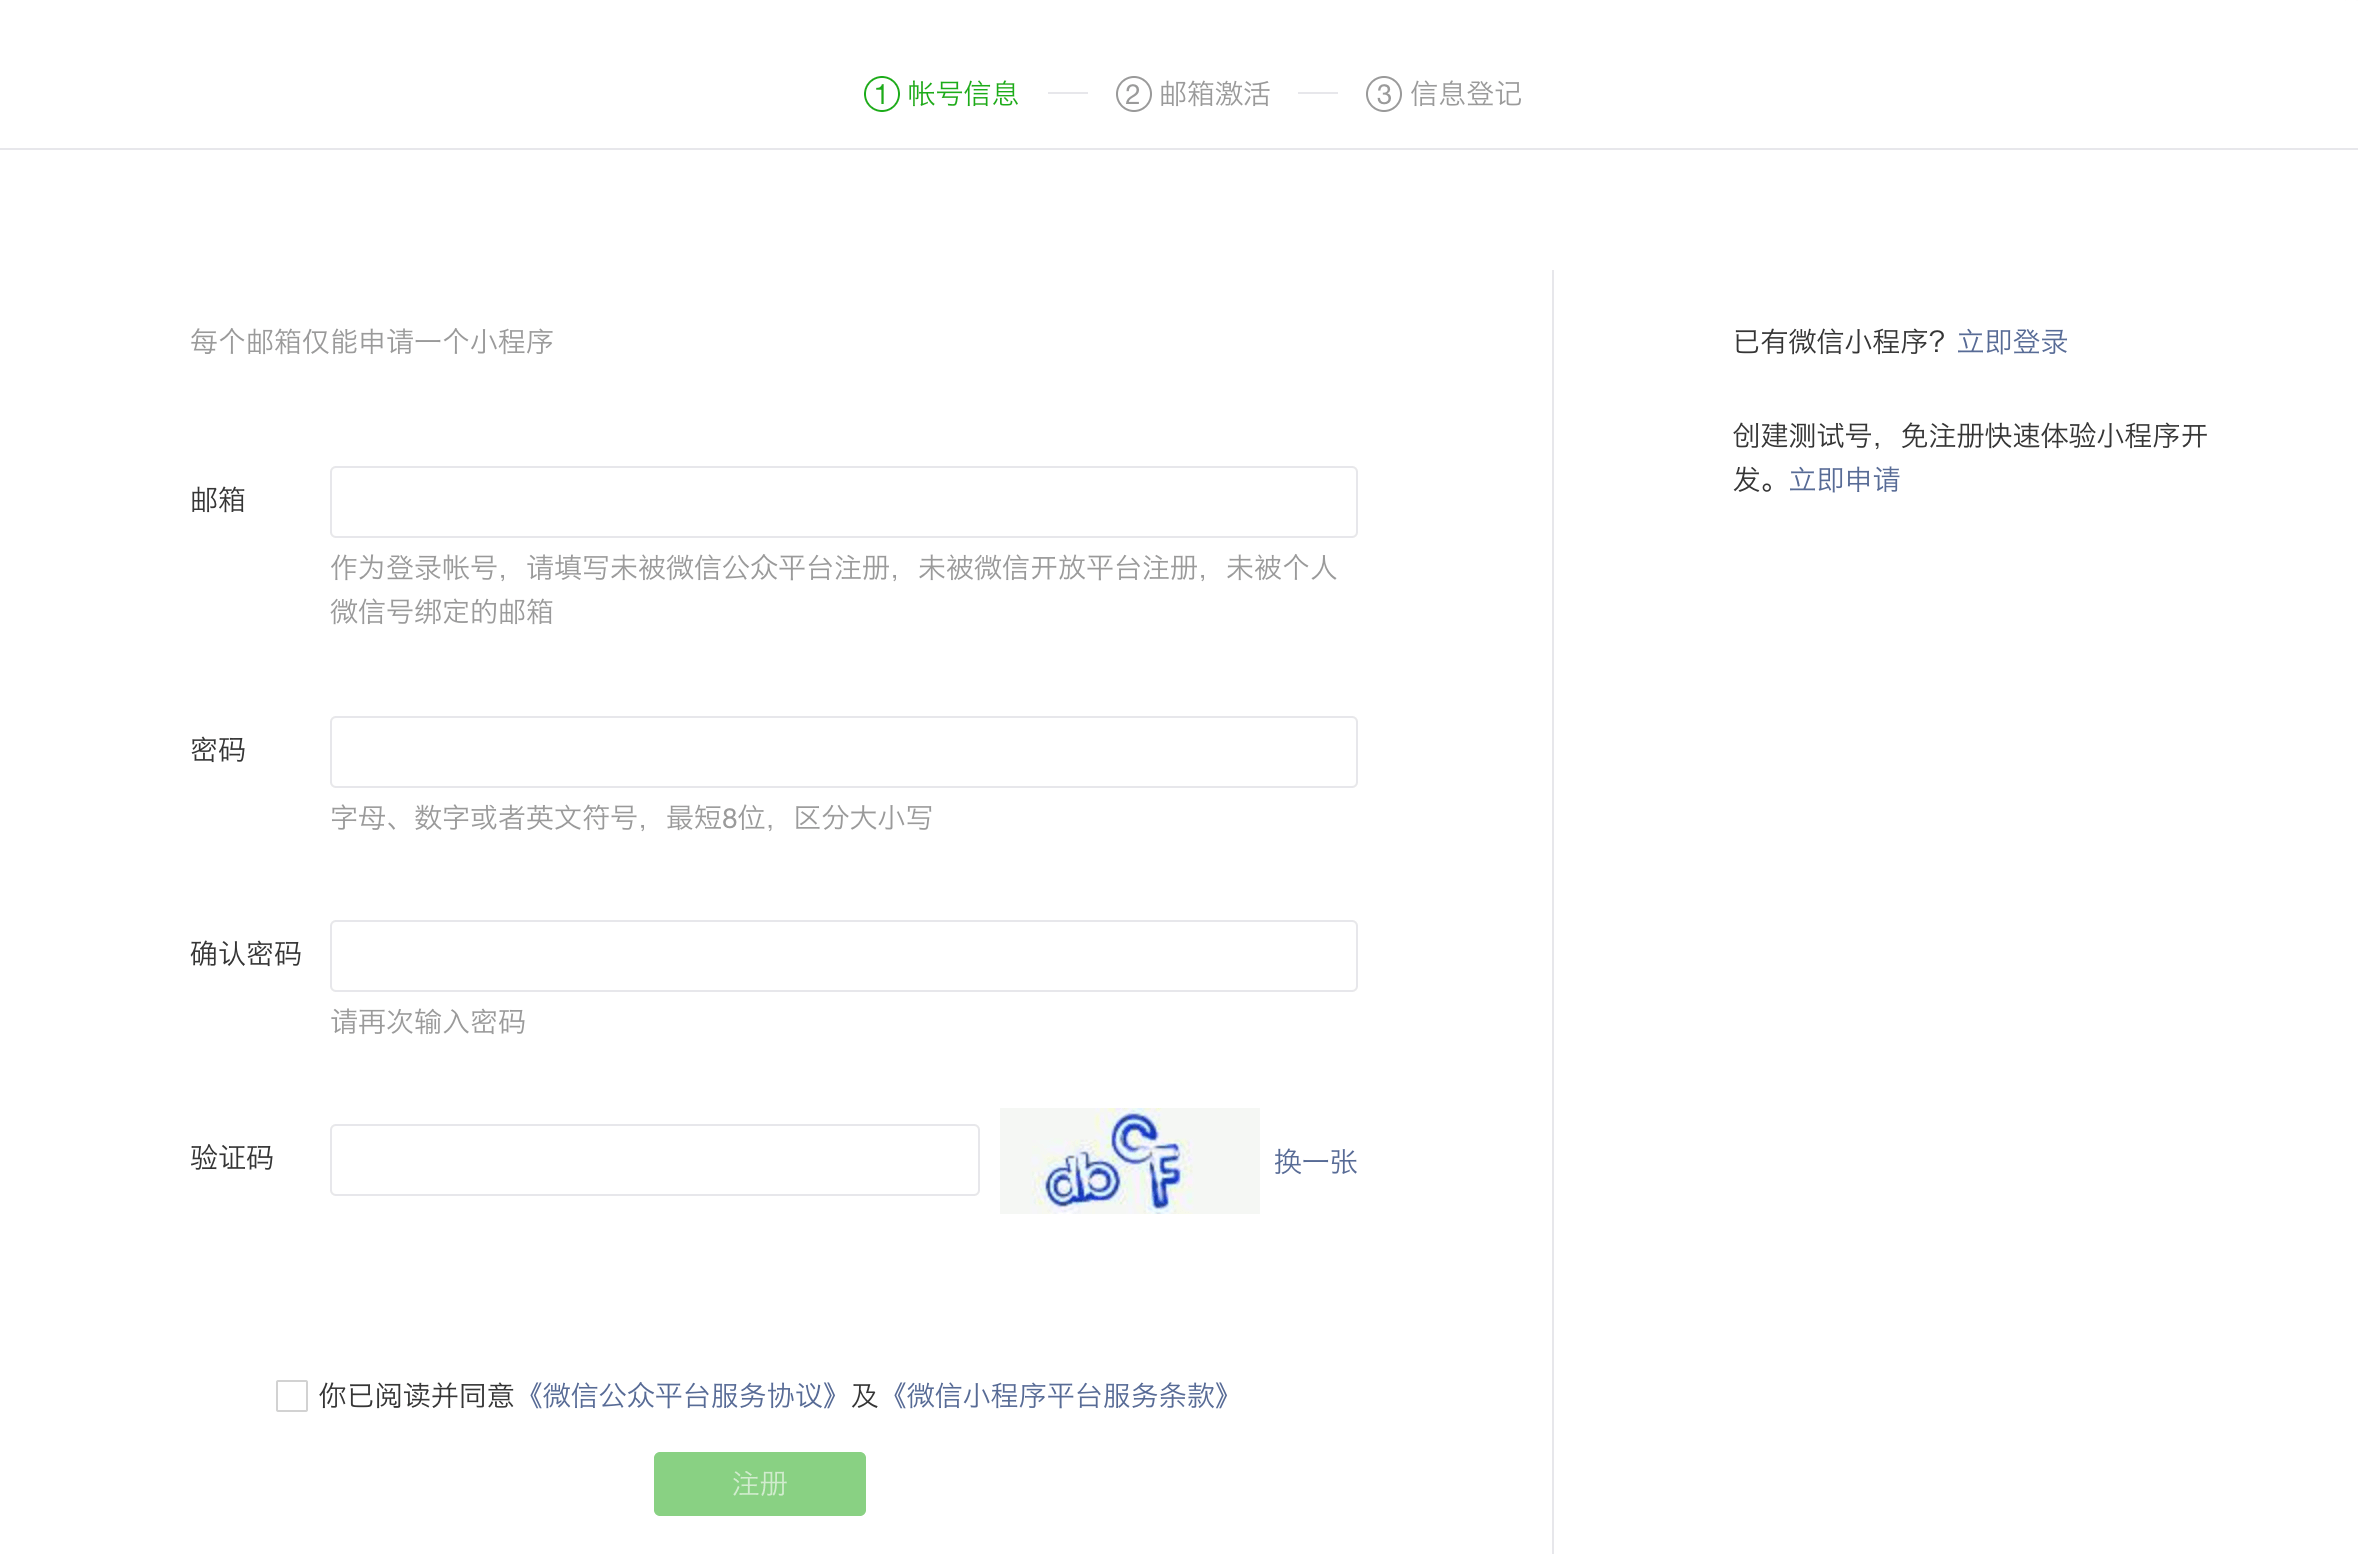 ① 帐号信息 ② 邮箱激活 ③ 信息登记
每个邮箱仅能申请一个小程序
邮箱
作为登录帐号，请填写未被微信公众平台注册，未被微信开放平台注册，未被个人
微信号绑定的邮箱
密码
字母、数字或者英文符号，最短8位，区分大小写
确认密码
请再次输入密码
验证码 dbCF 换一张
你已阅读并同意《微信公众平台服务协议》及《微信小程序平台服务条款》
注册
已有微信小程序？立即登录
创建测试号，免注册快速体验小程序开
发。立即申请